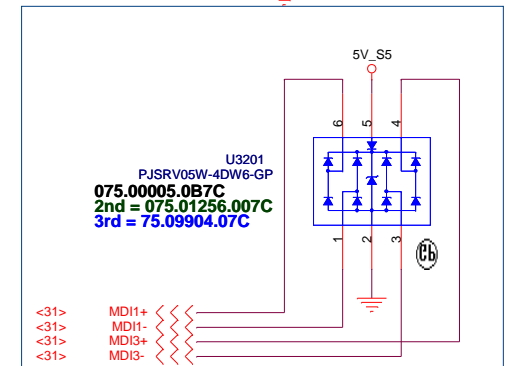 5V_S5
6
5
4
U3201
PJSRV05W-4DW6-GP
075.00005.0B7C
2nd = 075.01256.007C
3rd = 75.09904.07C
1
2
3
<31> MDI1+
<31> MDI1-
<31> MDI3+
<31> MDI3-